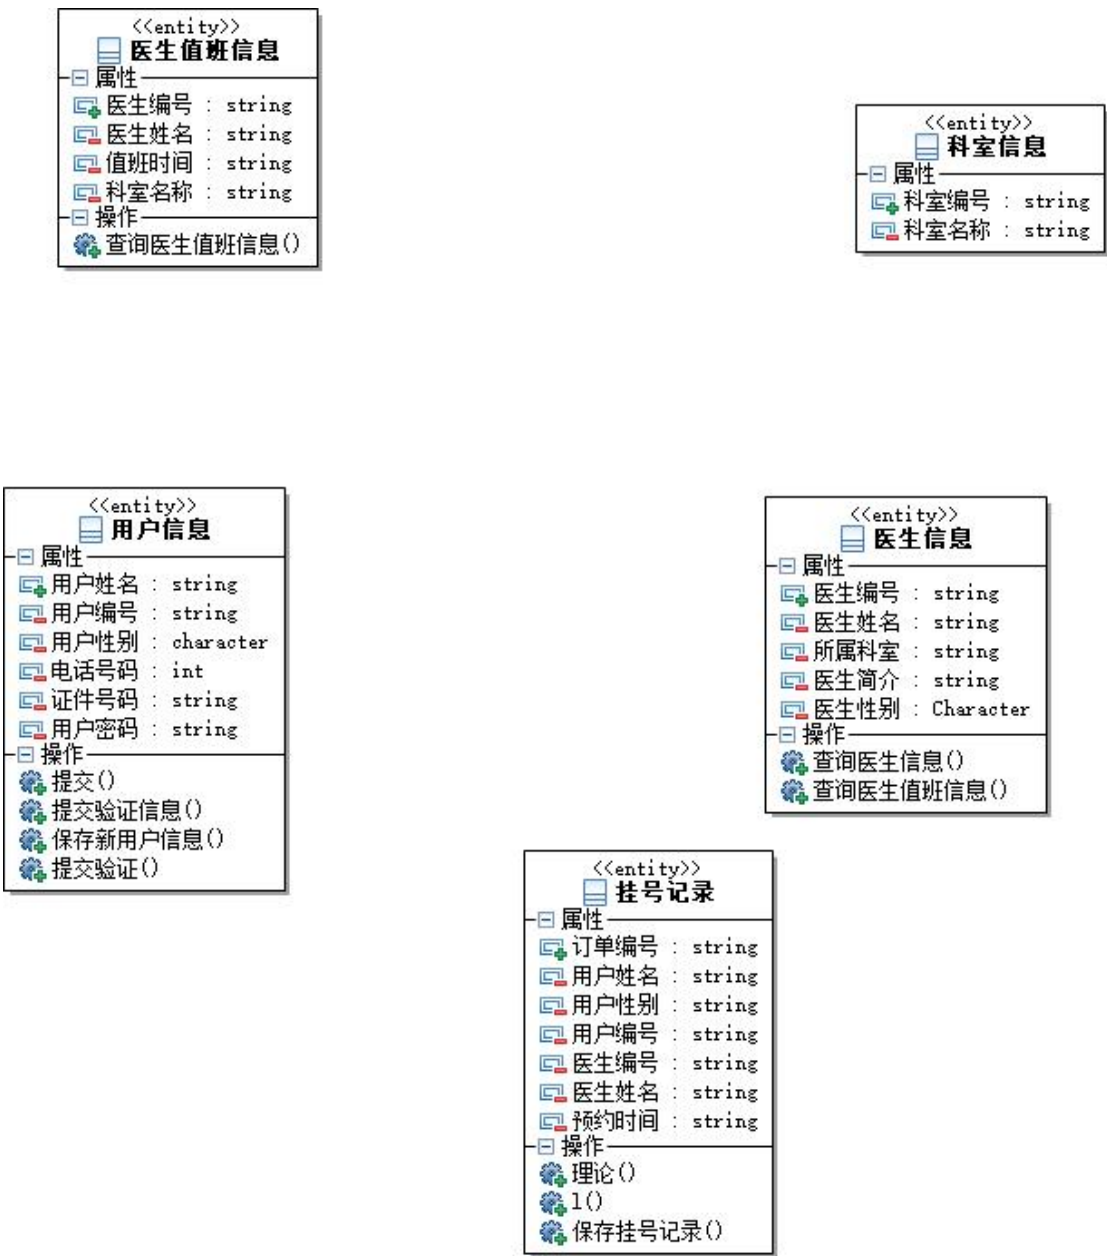 <<entity>>
医生值班信息
属性
医生编号 : string
医生姓名 : string
值班时间 : string
科室名称 : string
操作
查询医生值班信息()
<<entity>>
科室信息
属性
科室编号 : string
科室名称 : string
<<entity>>
用户信息
属性
用户姓名 : string
用户编号 : string
用户性别 : character
电话号码 : int
证件号码 : string
用户密码 : string
操作
提交()
提交验证信息()
保存新用户信息()
提交验证()
<<entity>>
医生信息
属性
医生编号 : string
医生姓名 : string
所属科室 : string
医生简介 : string
医生性别 : Character
操作
查询医生信息()
查询医生值班信息()
<<entity>>
挂号记录
属性
订单编号 : string
用户姓名 : string
用户性别 : string
用户编号 : string
医生编号 : string
医生姓名 : string
预约时间 : string
操作
理论()
l()
保存挂号记录()